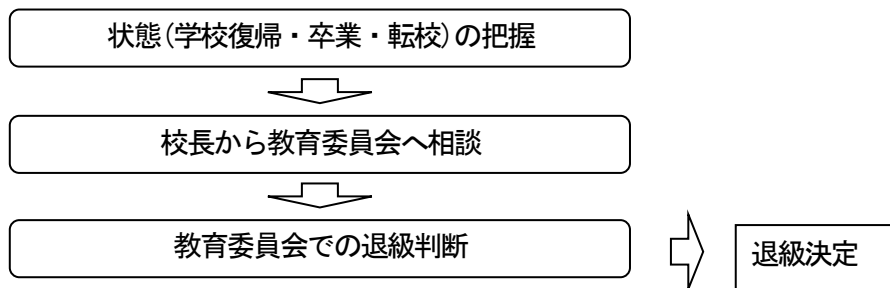 状態（学校復帰・卒業・転校）の把握
校長から教育委員会へ相談
教育委員会での退級判断
退級決定